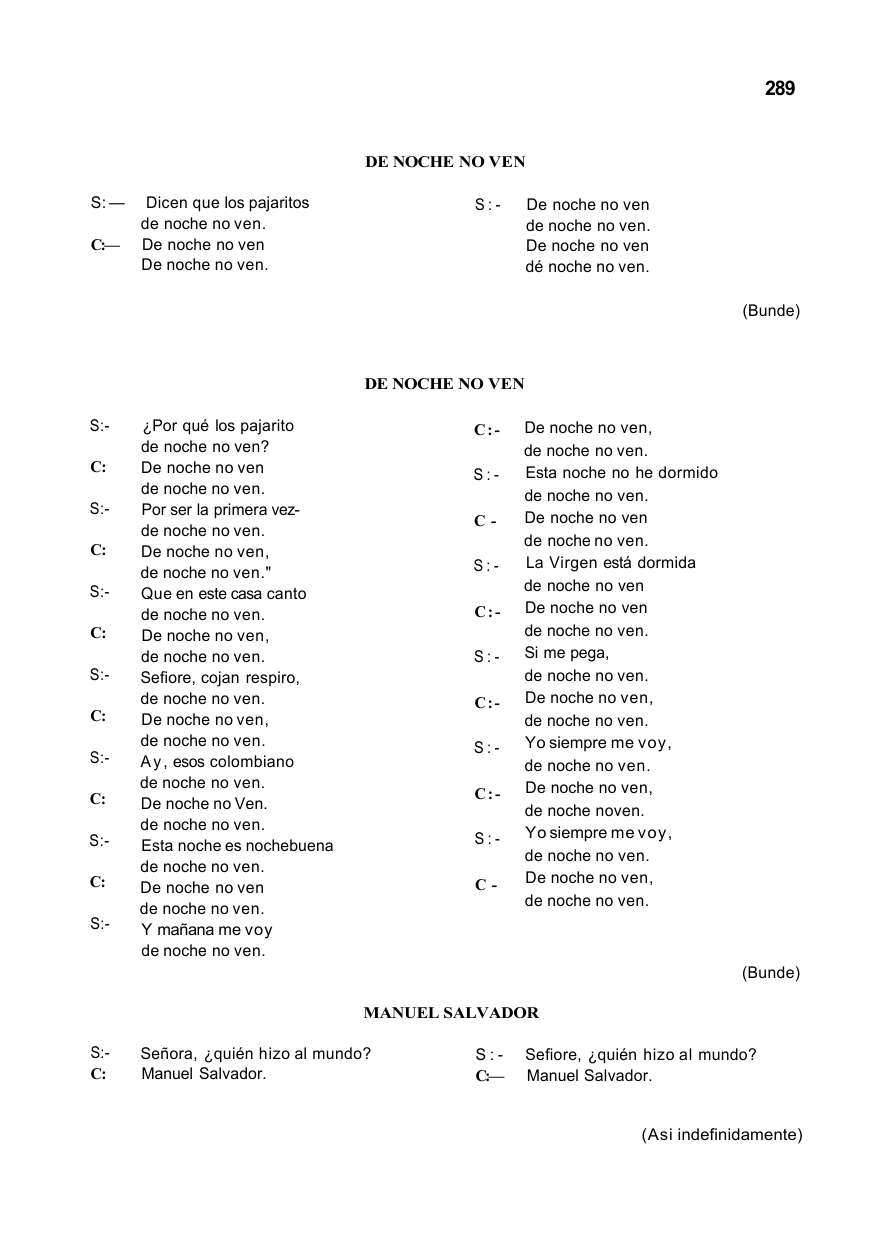 289
DE NOCHE NO VEN
S: — Dicen que los pajaritos
de noche no ven.
C:— De noche no ven
De noche no ven.
S : - De noche no ven
de noche no ven.
De noche no ven
dé noche no ven.
(Bunde)
DE NOCHE NO VEN
S:- ¿Por qué los pajarito
de noche no ven?
C: De noche no ven
de noche no ven.
S:- Por ser la primera vez-
de noche no ven.
C: De noche no ven,
de noche no ven."
S:- Que en este casa canto
de noche no ven.
C: De noche no ven,
de noche no ven.
S:- Sefiore, cojan respiro,
de noche no ven.
C: De noche no ven,
de noche no ven.
S:- Ay, esos colombiano
de noche no ven.
C: De noche no Ven.
de noche no ven.
S:- Esta noche es nochebuena
de noche no ven.
C: De noche no ven
de noche no ven.
S:- Y mañana me voy
de noche no ven.
C : - De noche no ven,
de noche no ven.
S : - Esta noche no he dormido
de noche no ven.
C - De noche no ven
de noche no ven.
S : - La Virgen está dormida
de noche no ven
C : - De noche no ven
de noche no ven.
S : - Si me pega,
de noche no ven.
C : - De noche no ven,
de noche no ven.
S : - Yo siempre me voy,
de noche no ven.
C : - De noche no ven,
de noche noven.
S : - Yo siempre me voy,
de noche no ven.
C - De noche no ven,
de noche no ven.
(Bunde)
MANUEL SALVADOR
S:- Señora, ¿quién hizo al mundo?
C: Manuel Salvador.
S : - Sefiore, ¿quién hizo al mundo?
C:— Manuel Salvador.
(Asi indefinidamente)